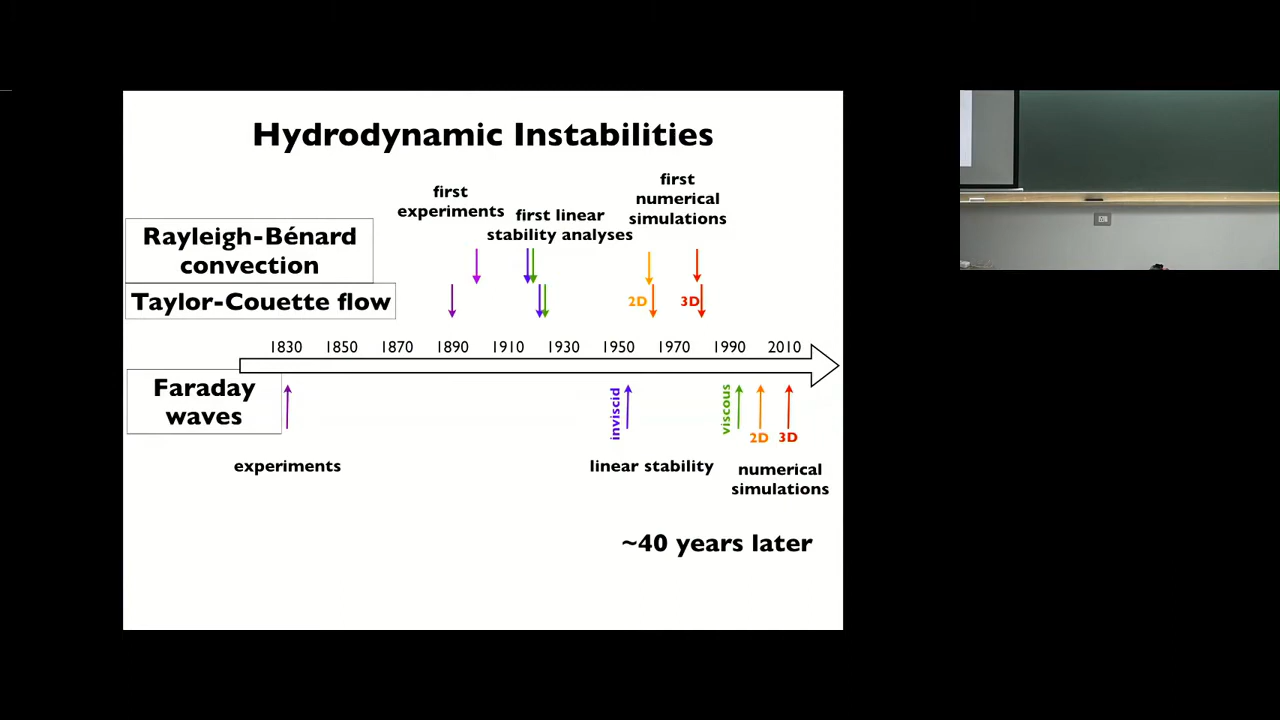 Hydrodynamic Instabilities
first
experiments
first linear
stability analyses
first
numerical
simulations
Rayleigh-Bénard
convection
Taylor-Couette flow
2D
3D
1830 1850 1870 1890 1910 1930 1950 1970 1990 2010
Faraday
waves
inviscid
viscous
2D
3D
experiments
linear stability
numerical
simulations
~40 years later